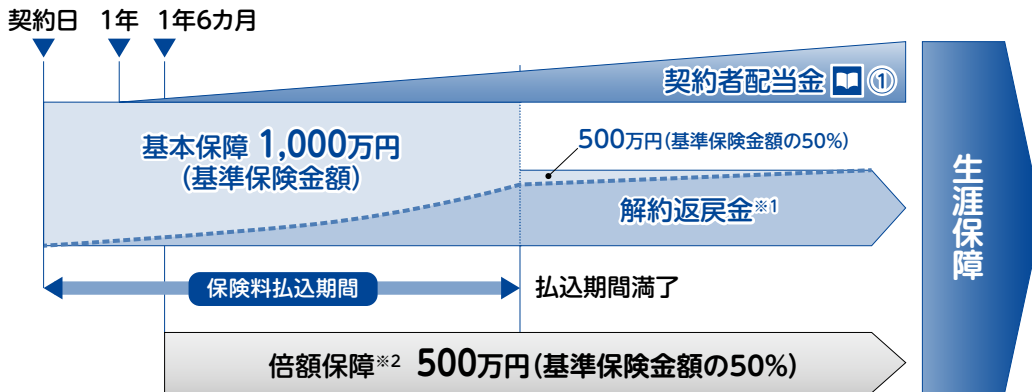 契約日 1年 1年6カ月
契約者配当金 ①
基本保障 1,000万円
(基準保険金額)
500万円(基準保険金額の50%)
解約返戻金※1
保険料払込期間
払込期間満了
倍額保障※2 500万円(基準保険金額の50%)
生涯保障